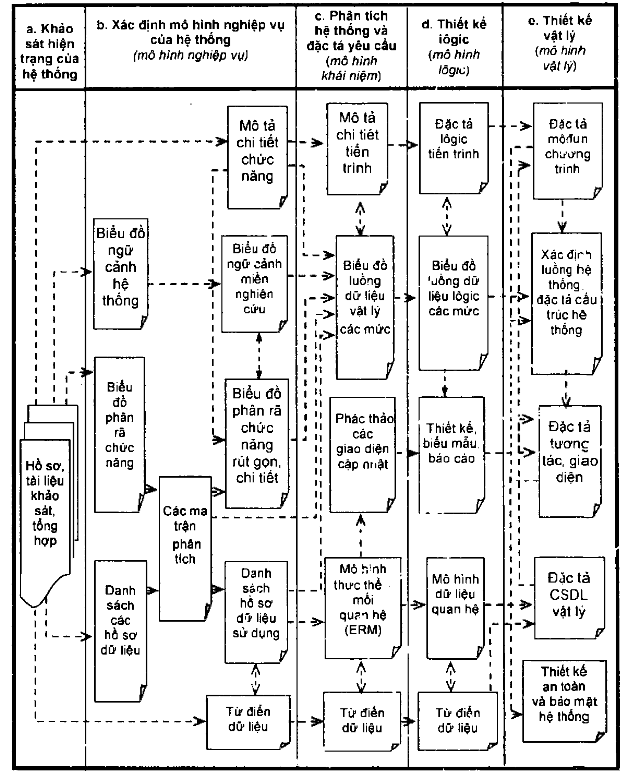 a. Khảo
sát hiện
trạng của
hệ thống
b. Xác định mô hình nghiệp vụ
của hệ thống
(mô hình nghiệp vụ)
c. Phân tích
hệ thống và
đặc tả yêu cầu
(mô hình
khái niệm)
d. Thiết kế
lôgic
(mô hình
lôgic)
e. Thiết kế
vật lý
(mô hình
vật lý)
Mô tả
chi tiết
chức
năng
Mô tả
chi tiết
tiến
trình
Đặc tả
lôgic
tiến trình
Đặc tả
môđun
chương
trình
Biểu đồ
ngữ
cảnh
hệ
thống
Biểu đồ
ngữ cảnh
miền
nghiên
cứu
Biểu đồ
luồng
dữ liệu
vật lý
các mức
Biểu đồ
luồng dữ
liệu lôgic
các mức
Xác định
luồng hệ
thống,
đặc tả cấu
trúc hệ
thống
Biểu
đồ
phân rã
chức
năng
Biểu đồ
phân rã
chức
năng
rút gọn,
chi tiết
Phác thảo
các
giao diện
cập nhật
Thiết kế,
biểu mẫu,
báo cáo
Đặc tả
tương
tác, giao
diện
Hồ sơ,
tài liệu
khảo
sát,
tổng
hợp
Các ma
trận
phân
tích
Danh
sách
các
hồ sơ
dữ liệu
Danh
sách
hồ sơ
dữ liệu
sử dụng
Mô hình
thực thể
mối
quan hệ
(ERM)
Mô hình
dữ liệu
quan hệ
Đặc tả
CSDL
vật lý
Từ điển
dữ liệu
Từ điển
dữ liệu
Từ điển
dữ liệu
Thiết kế
an toàn
và bảo mật
hệ thống